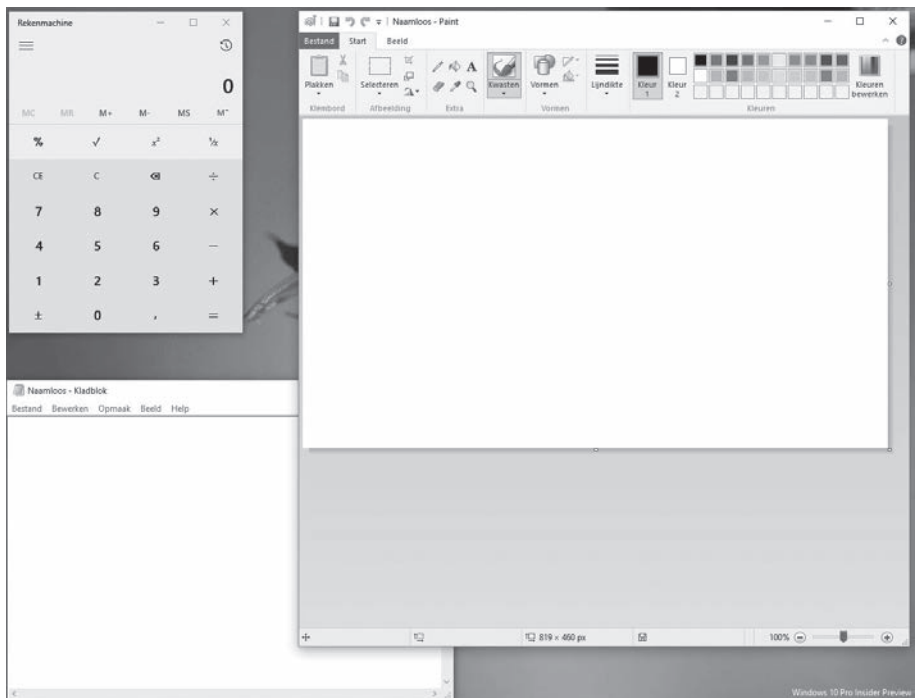 Rekenmachine
0
MC MR M+ M- MS M˅
% √ x² ¹/x
CE C ÷
7 8 9 ×
4 5 6 −
1 2 3 +
± 0 , =
Naamloos - Paint
Bestand Start Beeld
Plakken
Selecteren
A
Kwasten
Vormen
Lijndikte
Kleur 1
Kleur 2
Kleuren bewerken
Klembord Afbeelding Extra Vormen Kleuren
819 × 460 px
100%
Naamloos - Kladblok
Bestand Bewerken Opmaak Beeld Help
Windows 10 Pro Insider Preview